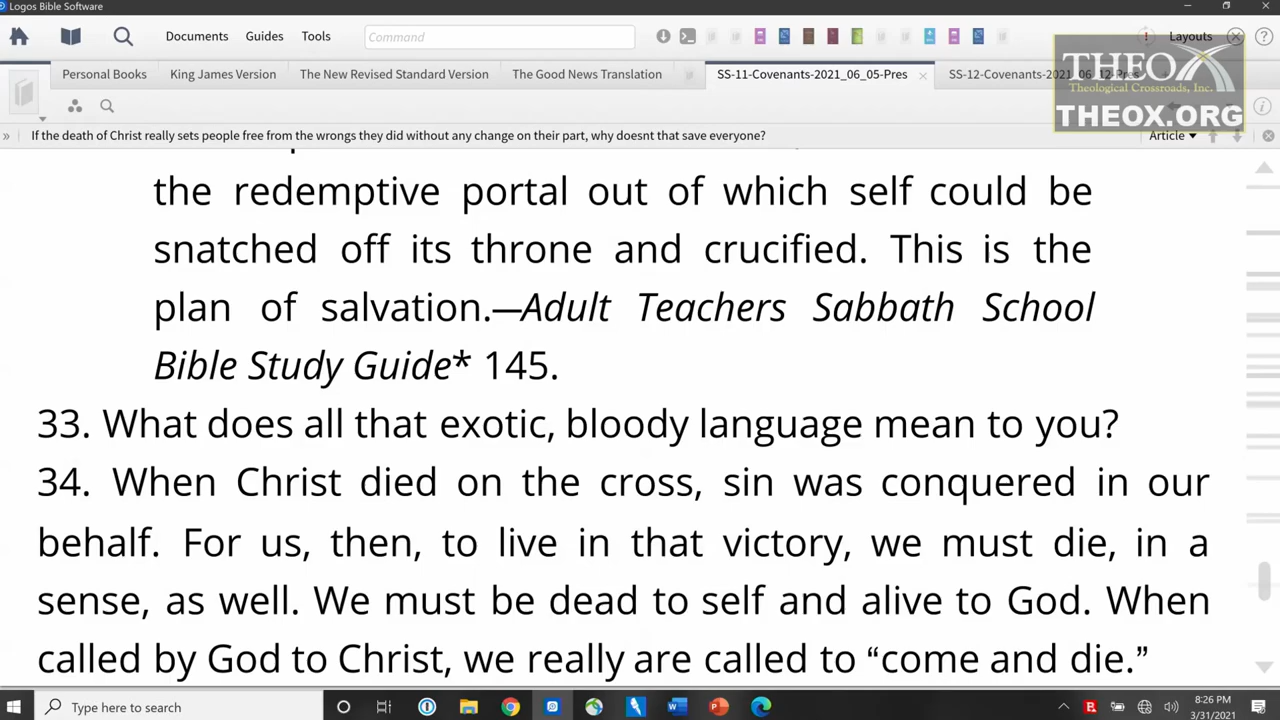 Logos Bible Software
Documents Guides Tools Command Layouts
Personal Books King James Version The New Revised Standard Version The Good News Translation SS-11-Covenants-2021_06_05-Pres SS-12-Covenants-2021_06_12-Pres
THEOX
Theological Crossroads, Inc.
THEOX.ORG
If the death of Christ really sets people free from the wrongs they did without any change on their part, why doesnt that save everyone? Article
the redemptive portal out of which self could be
snatched off its throne and crucified. This is the
plan of salvation.—Adult Teachers Sabbath School
Bible Study Guide* 145.
33. What does all that exotic, bloody language mean to you?
34. When Christ died on the cross, sin was conquered in our
behalf. For us, then, to live in that victory, we must die, in a
sense, as well. We must be dead to self and alive to God. When
called by God to Christ, we really are called to “come and die.”
Type here to search
8:26 PM
3/31/2021